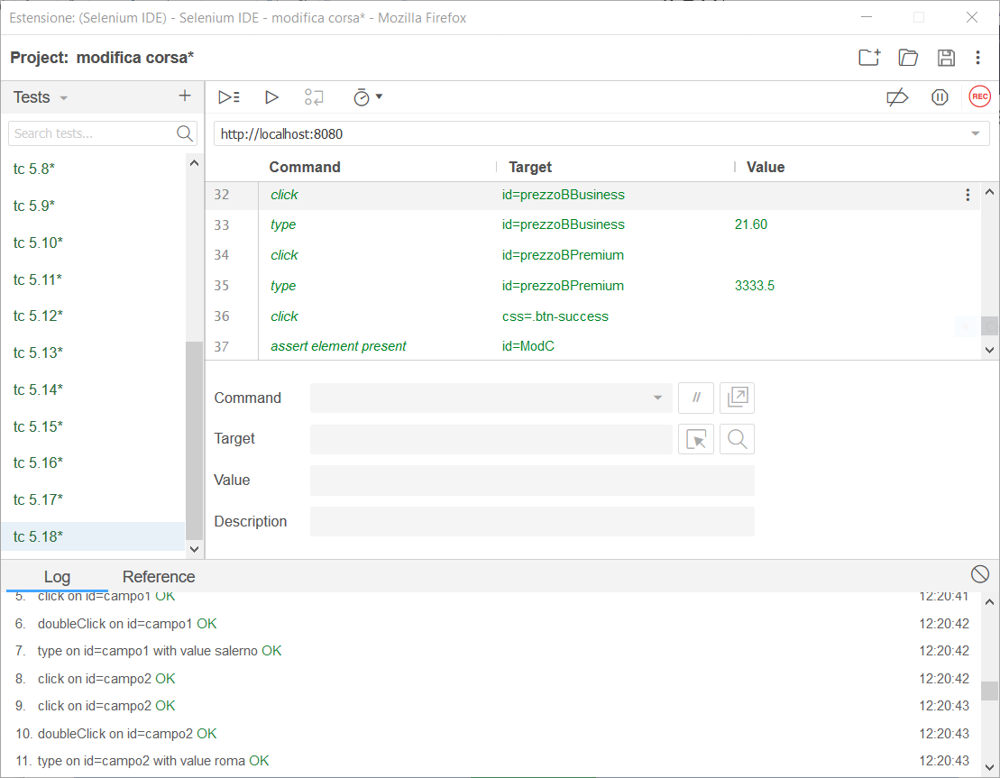 Estensione: (Selenium IDE) - Selenium IDE - modifica corsa* - Mozilla Firefox
Project: modifica corsa*
Tests
REC
Search tests...
http://localhost:8080
Command Target Value
tc 5.8*
tc 5.9*
tc 5.10*
tc 5.11*
tc 5.12*
tc 5.13*
tc 5.14*
tc 5.15*
tc 5.16*
tc 5.17*
tc 5.18*
32 click id=prezzoBBusiness
33 type id=prezzoBBusiness 21.60
34 click id=prezzoBPremium
35 type id=prezzoBPremium 3333.5
36 click css=.btn-success
37 assert element present id=ModC
Command //
Target
Value
Description
Log Reference
5. click on id=campo1 OK 12:20:41
6. doubleClick on id=campo1 OK 12:20:42
7. type on id=campo1 with value salerno OK 12:20:42
8. click on id=campo2 OK 12:20:42
9. click on id=campo2 OK 12:20:43
10. doubleClick on id=campo2 OK 12:20:43
11. type on id=campo2 with value roma OK 12:20:43